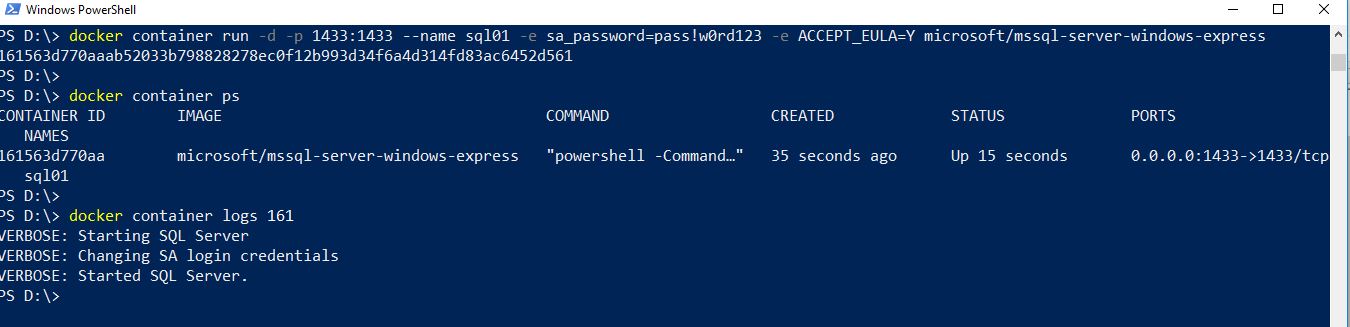 Windows PowerShell
PS D:\> docker container run -d -p 1433:1433 --name sql01 -e sa_password=pass!w0rd123 -e ACCEPT_EULA=Y microsoft/mssql-server-windows-express
161563d770aaab52033b798828278ec0f12b993d34f6a4d314fd83ac6452d561
PS D:\>
PS D:\> docker container ps
CONTAINER ID IMAGE COMMAND CREATED STATUS PORTS
NAMES
161563d770aa microsoft/mssql-server-windows-express "powershell -Command…" 35 seconds ago Up 15 seconds 0.0.0.0:1433->1433/tcp
sql01
PS D:\>
PS D:\> docker container logs 161
VERBOSE: Starting SQL Server
VERBOSE: Changing SA login credentials
VERBOSE: Started SQL Server.
PS D:\>